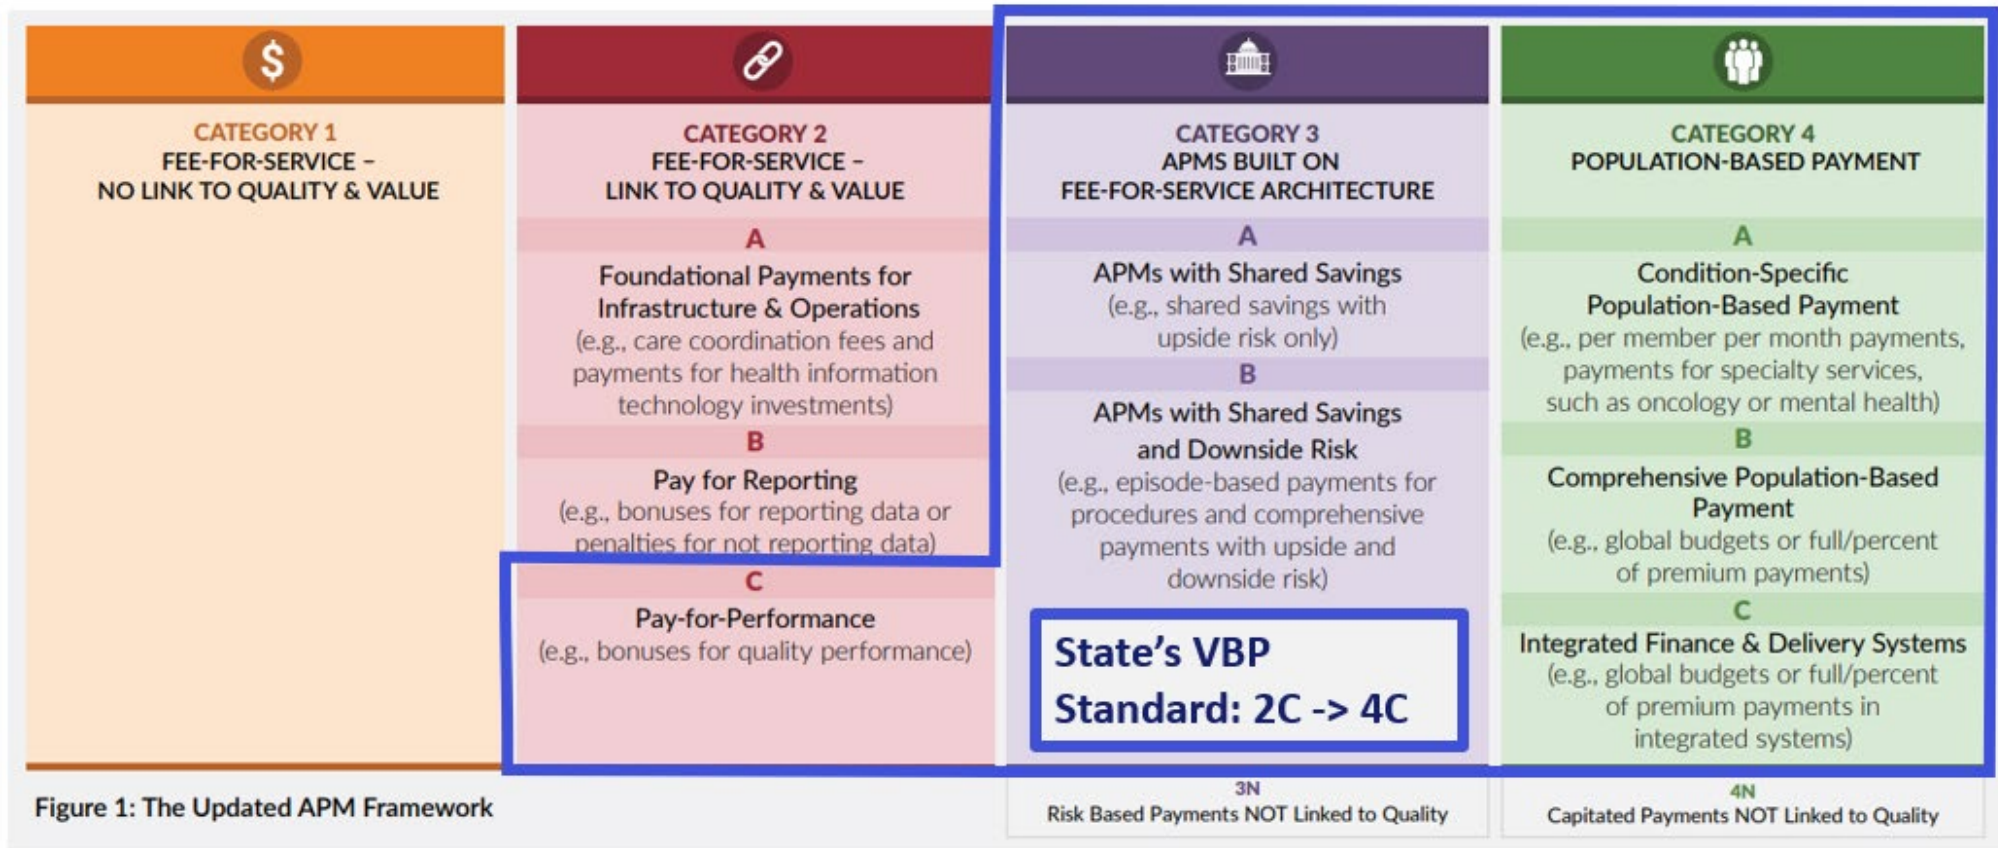 $
CATEGORY 1
FEE-FOR-SERVICE –
NO LINK TO QUALITY & VALUE
CATEGORY 2
FEE-FOR-SERVICE –
LINK TO QUALITY & VALUE
A
Foundational Payments for
Infrastructure & Operations
(e.g., care coordination fees and
payments for health information
technology investments)
B
Pay for Reporting
(e.g., bonuses for reporting data or
penalties for not reporting data)
C
Pay-for-Performance
(e.g., bonuses for quality performance)
CATEGORY 3
APMS BUILT ON
FEE-FOR-SERVICE ARCHITECTURE
A
APMs with Shared Savings
(e.g., shared savings with
upside risk only)
B
APMs with Shared Savings
and Downside Risk
(e.g., episode-based payments for
procedures and comprehensive
payments with upside and
downside risk)
State's VBP
Standard: 2C -> 4C
CATEGORY 4
POPULATION-BASED PAYMENT
A
Condition-Specific
Population-Based Payment
(e.g., per member per month payments,
payments for specialty services,
such as oncology or mental health)
B
Comprehensive Population-Based
Payment
(e.g., global budgets or full/percent
of premium payments)
C
Integrated Finance & Delivery Systems
(e.g., global budgets or full/percent
of premium payments in
integrated systems)
Figure 1: The Updated APM Framework
3N
Risk Based Payments NOT Linked to Quality
4N
Capitated Payments NOT Linked to Quality